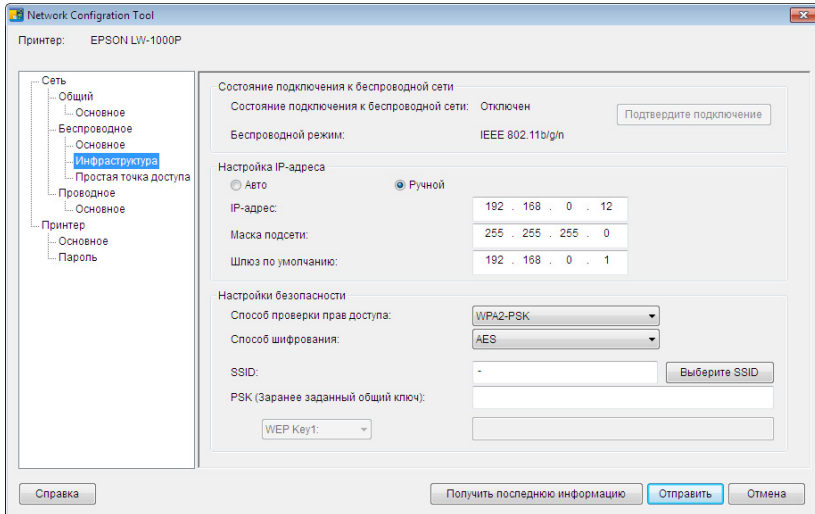 Network Configration Tool
Принтер: EPSON LW-1000P
Сеть
Общий
Основное
Беспроводное
Основное
Инфраструктура
Простая точка доступа
Проводное
Основное
Принтер
Основное
Пароль
Состояние подключения к беспроводной сети
Состояние подключения к беспроводной сети: Отключен
Подтвердите подключение
Беспроводной режим: IEEE 802.11b/g/n
Настройка IP-адреса
Авто Ручной
IP-адрес: 192 . 168 . 0 . 12
Маска подсети: 255 . 255 . 255 . 0
Шлюз по умолчанию: 192 . 168 . 0 . 1
Настройки безопасности
Способ проверки прав доступа: WPA2-PSK
Способ шифрования: AES
SSID: - Выберите SSID
PSK (Заранее заданный общий ключ):
WEP Key1:
Справка Получить последнюю информацию Отправить Отмена